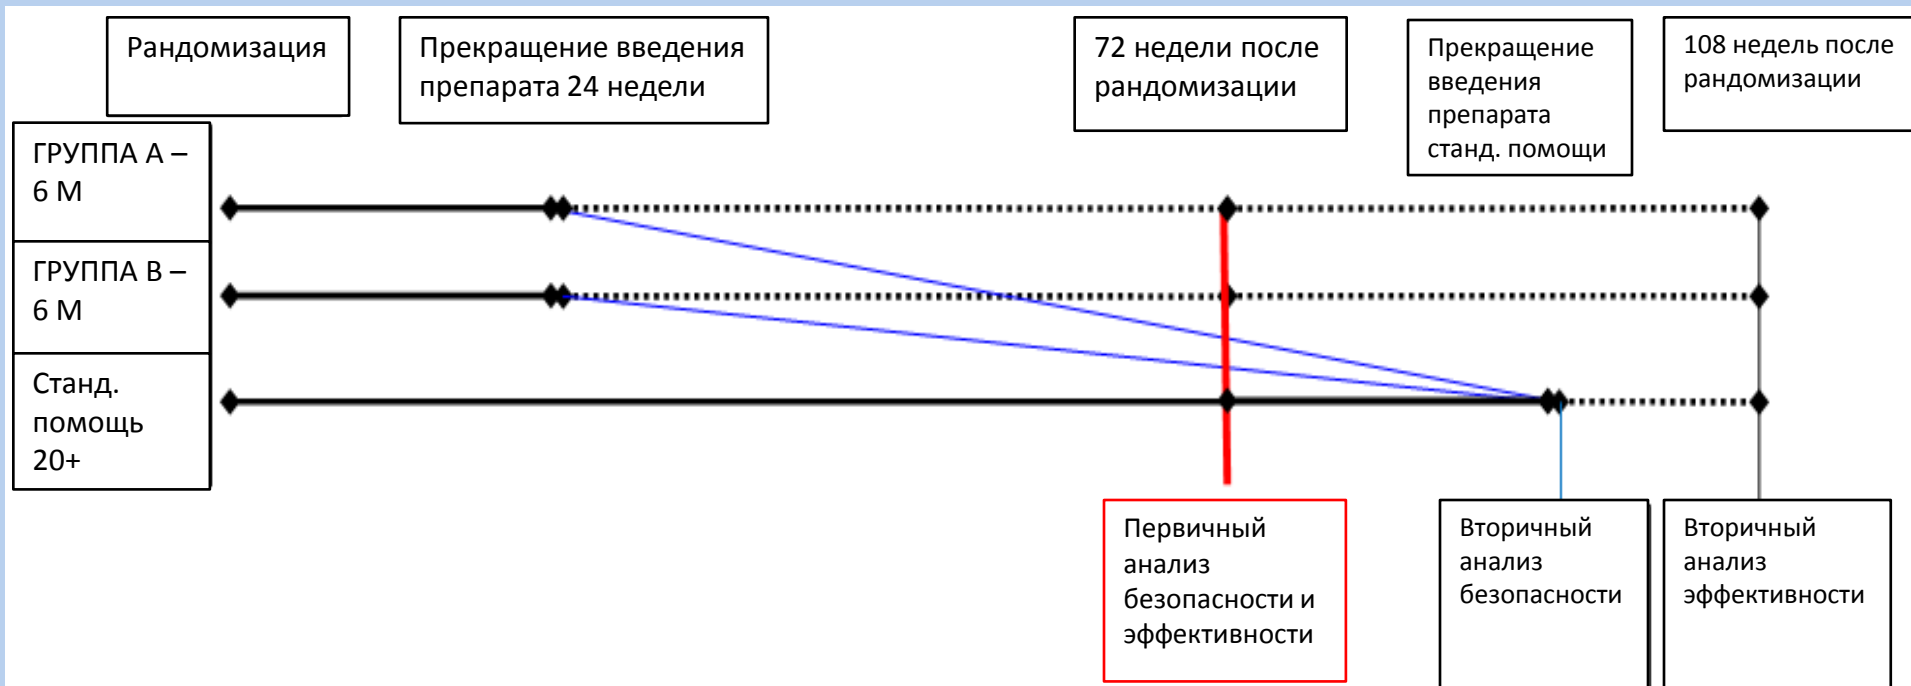 Рандомизация
Прекращение введения
препарата 24 недели
72 недели после
рандомизации
Прекращение
введения
препарата
станд. помощи
108 недель после
рандомизации
ГРУППА А –
6 М
ГРУППА В –
6 М
Станд.
помощь
20+
Первичный
анализ
безопасности и
эффективности
Вторичный
анализ
безопасности
Вторичный
анализ
эффективности